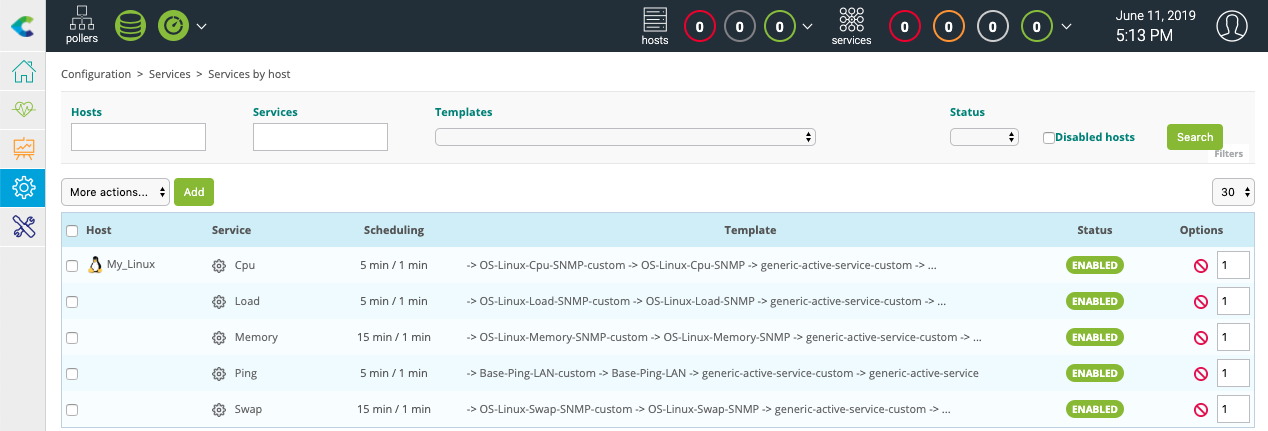 pollers
hosts 0 0 0
services 0 0 0 0
June 11, 2019
5:13 PM
Configuration > Services > Services by host
Hosts Services Templates Status
Disabled hosts Search
Filters
More actions... Add 30
Host Service Scheduling Template Status Options
My_Linux Cpu 5 min / 1 min -> OS-Linux-Cpu-SNMP-custom -> OS-Linux-Cpu-SNMP -> generic-active-service-custom -> ... ENABLED 1
Load 5 min / 1 min -> OS-Linux-Load-SNMP-custom -> OS-Linux-Load-SNMP -> generic-active-service-custom -> ... ENABLED 1
Memory 15 min / 1 min -> OS-Linux-Memory-SNMP-custom -> OS-Linux-Memory-SNMP -> generic-active-service-custom -> ... ENABLED 1
Ping 5 min / 1 min -> Base-Ping-LAN-custom -> Base-Ping-LAN -> generic-active-service-custom -> generic-active-service ENABLED 1
Swap 15 min / 1 min -> OS-Linux-Swap-SNMP-custom -> OS-Linux-Swap-SNMP -> generic-active-service-custom -> ... ENABLED 1